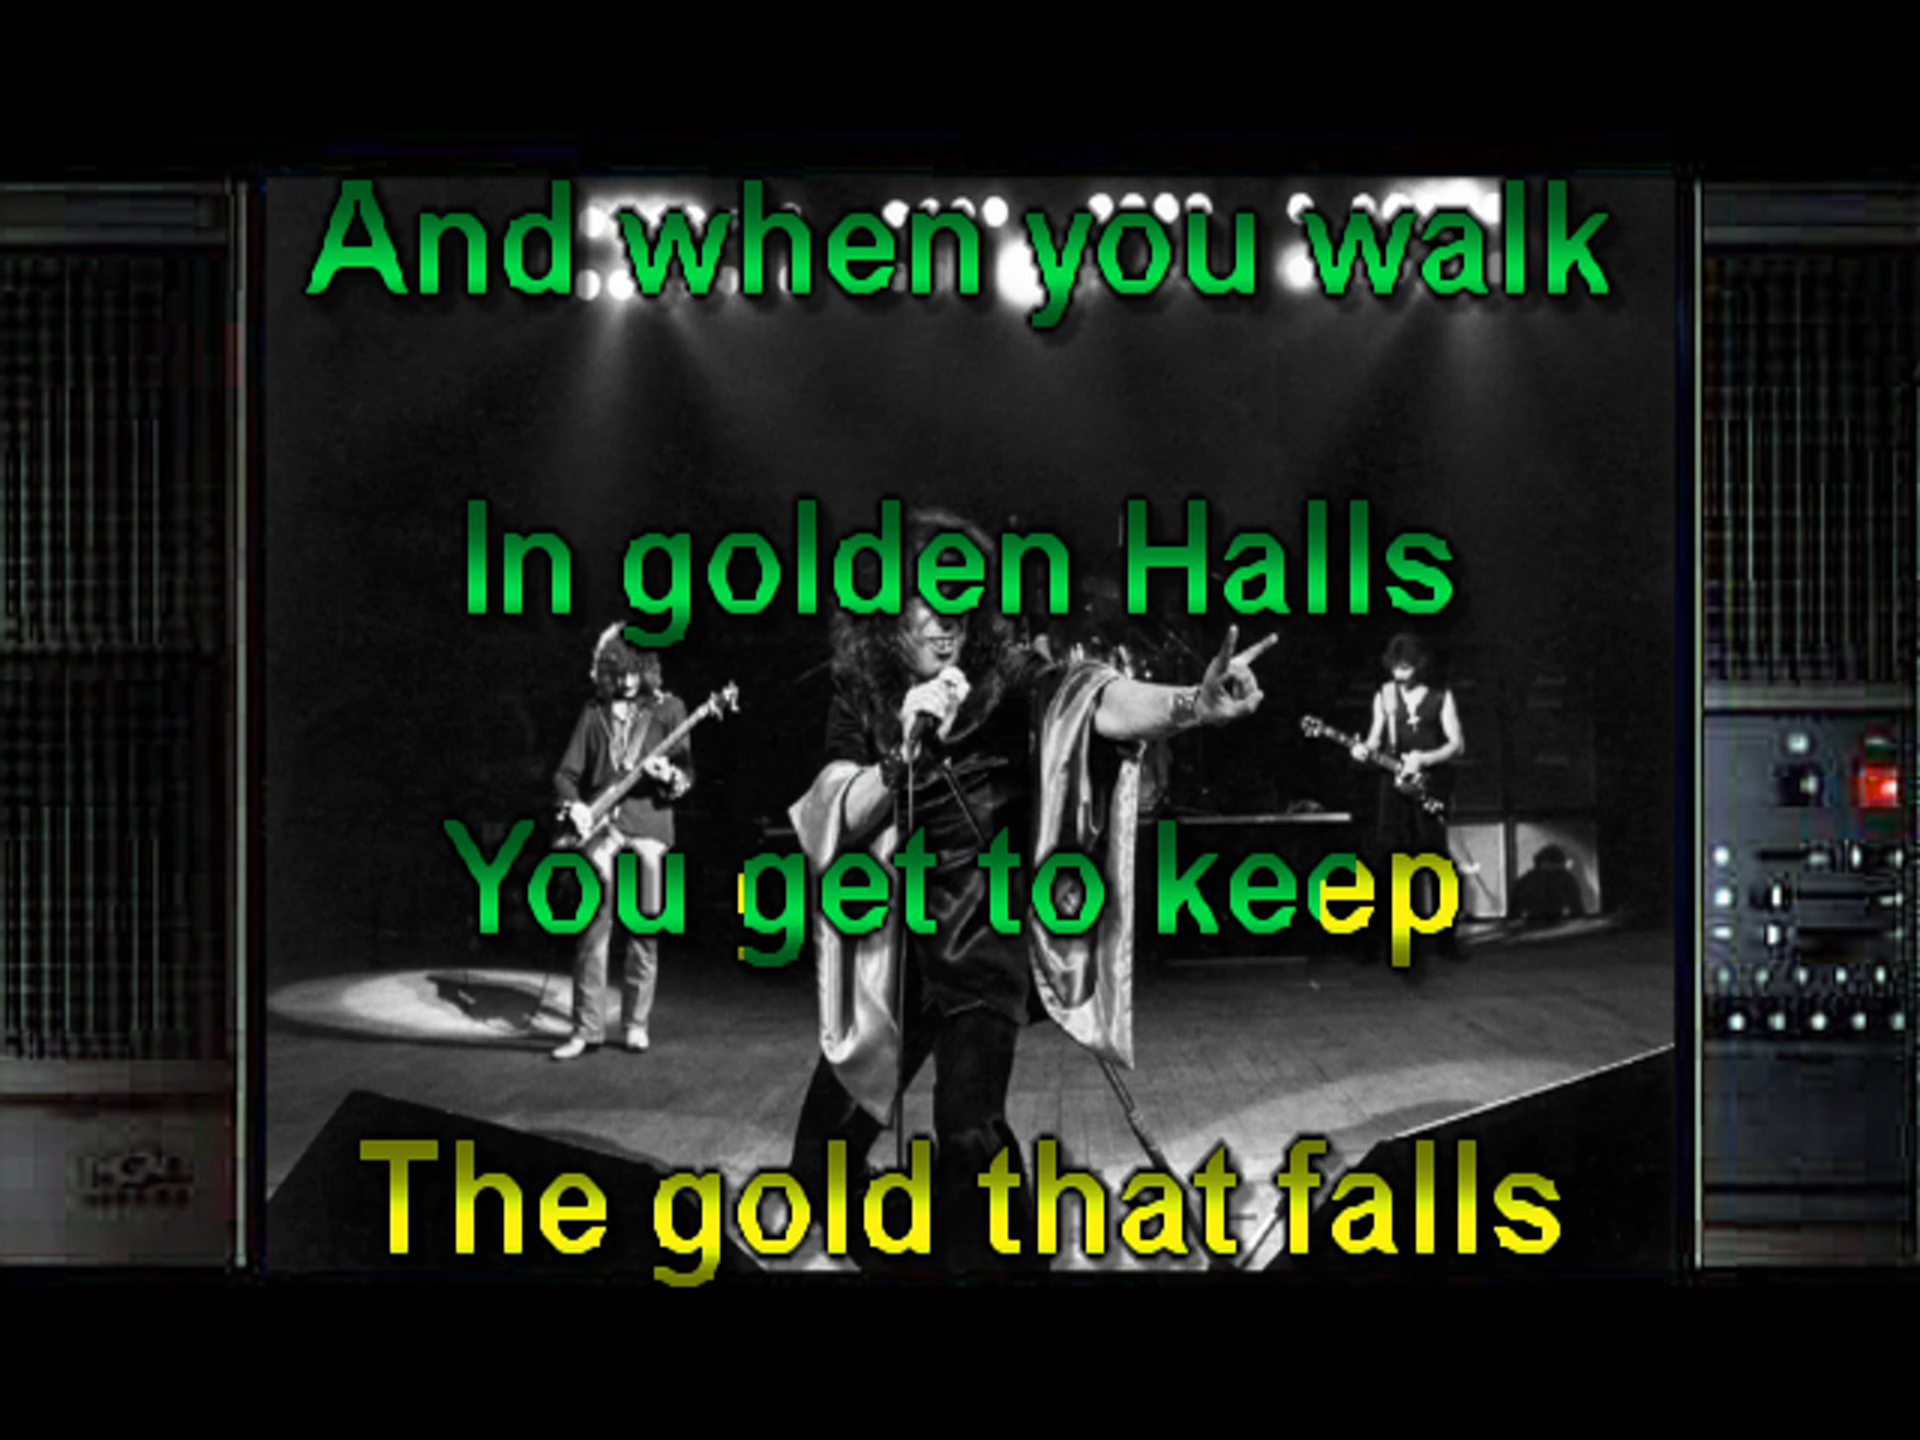 And when you walk
In golden Halls
You get to keep
The gold that falls